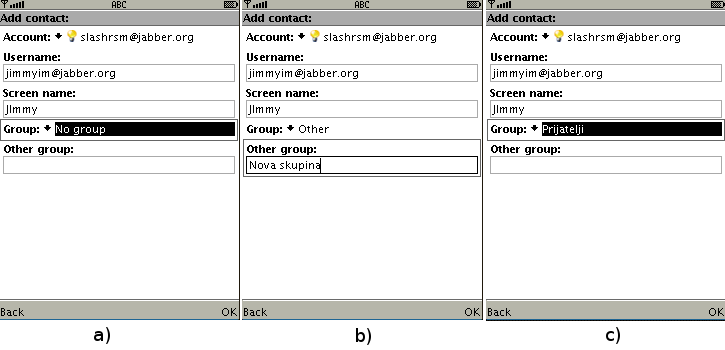 ABC
Add contact:
Account: slashrsm@jabber.org
Username:
jimmyim@jabber.org
Screen name:
JImmy
Group: No group
Other group:
Back OK
a)
ABC
Add contact:
Account: slashrsm@jabber.org
Username:
jimmyim@jabber.org
Screen name:
JImmy
Group: Other
Other group:
Nova skupina
Back OK
b)
ABC
Add contact:
Account: slashrsm@jabber.org
Username:
jimmyim@jabber.org
Screen name:
JImmy
Group: Prijatelji
Other group:
Back OK
c)